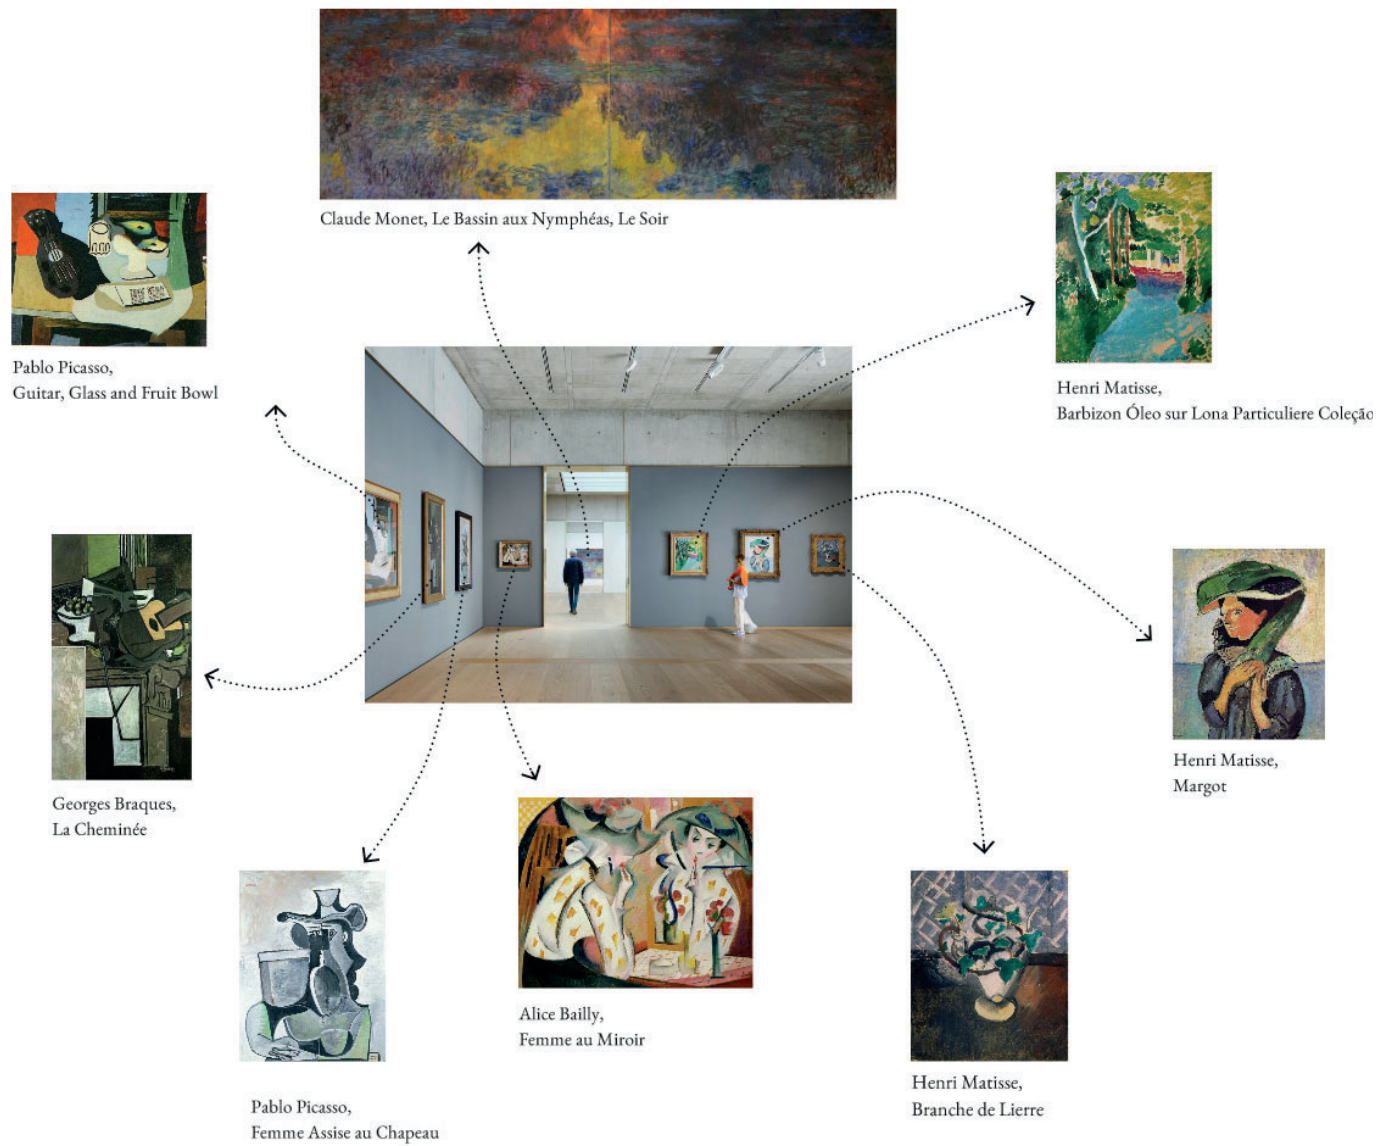 Claude Monet, Le Bassin aux Nymphéas, Le Soir
Pablo Picasso,
Guitar, Glass and Fruit Bowl
Henri Matisse,
Barbizon Óleo sur Lona Particuliere Coleção
Georges Braques,
La Cheminée
Henri Matisse,
Margot
Alice Bailly,
Femme au Miroir
Pablo Picasso,
Femme Assise au Chapeau
Henri Matisse,
Branche de Lierre